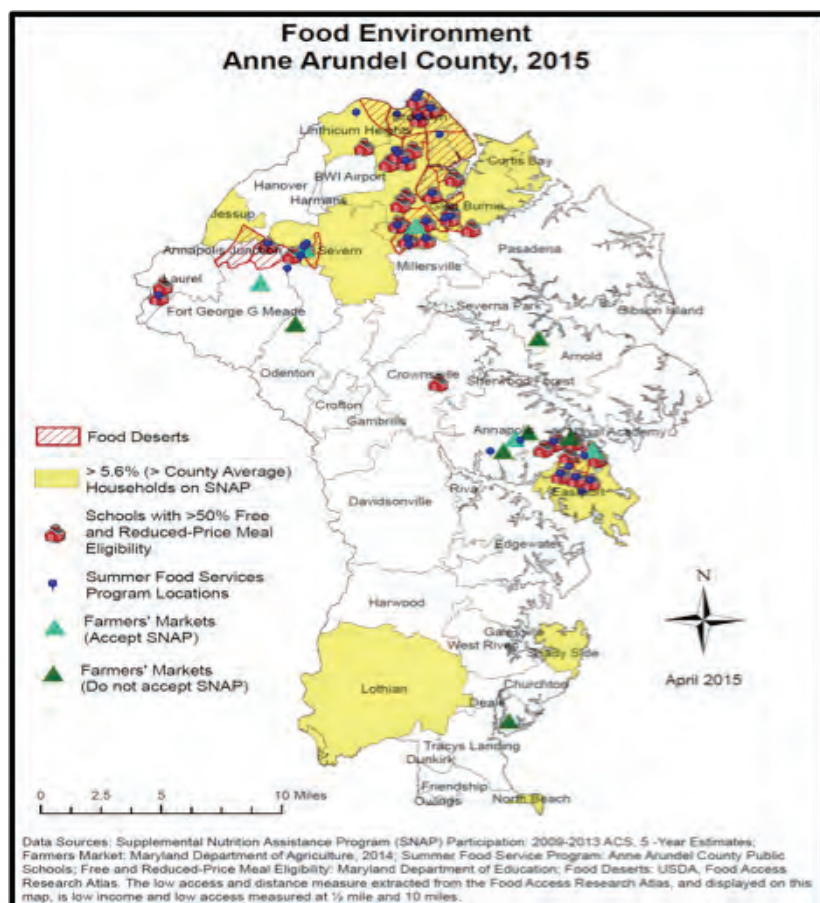 Food Environment
Anne Arundel County, 2015
Linthicum Heights
Curtis Bay
BWI Airport
Hanover
Harmans
Jessup
Burnie
Pasadena
Annapolis Junction
Severn
Millersville
Laurel
Severna Park
Gibson Island
Fort George G Meade
Arnold
Odenton
Crownsville
Sherwood Forest
Crofton
Gambrills
Annapolis
Academy
Riva
Davidsonville
Edgewater
Harwood
West River
Shady Side
Lothian
Churchton
Deale
Tracys Landing
Dunkirk
Friendship
Owings
North Beach
Food Deserts
> 5.6% (> County Average)
Households on SNAP
Schools with >50% Free
and Reduced-Price Meal
Eligibility
Summer Food Services
Program Locations
Farmers' Markets
(Accept SNAP)
Farmers' Markets
(Do not accept SNAP)
N
April 2015
0 2.5 5 10 Miles
Data Sources: Supplemental Nutrition Assistance Program (SNAP) Participation: 2009-2013 ACS, 5 -Year Estimates;
Farmers Market: Maryland Department of Agriculture, 2014; Summer Food Service Program: Anne Arundel County Public
Schools; Free and Reduced-Price Meal Eligibility: Maryland Department of Education; Food Deserts: USDA, Food Access
Research Atlas. The low access and distance measure extracted from the Food Access Research Atlas, and displayed on this
map, is low income and low access measured at ½ mile and 10 miles.